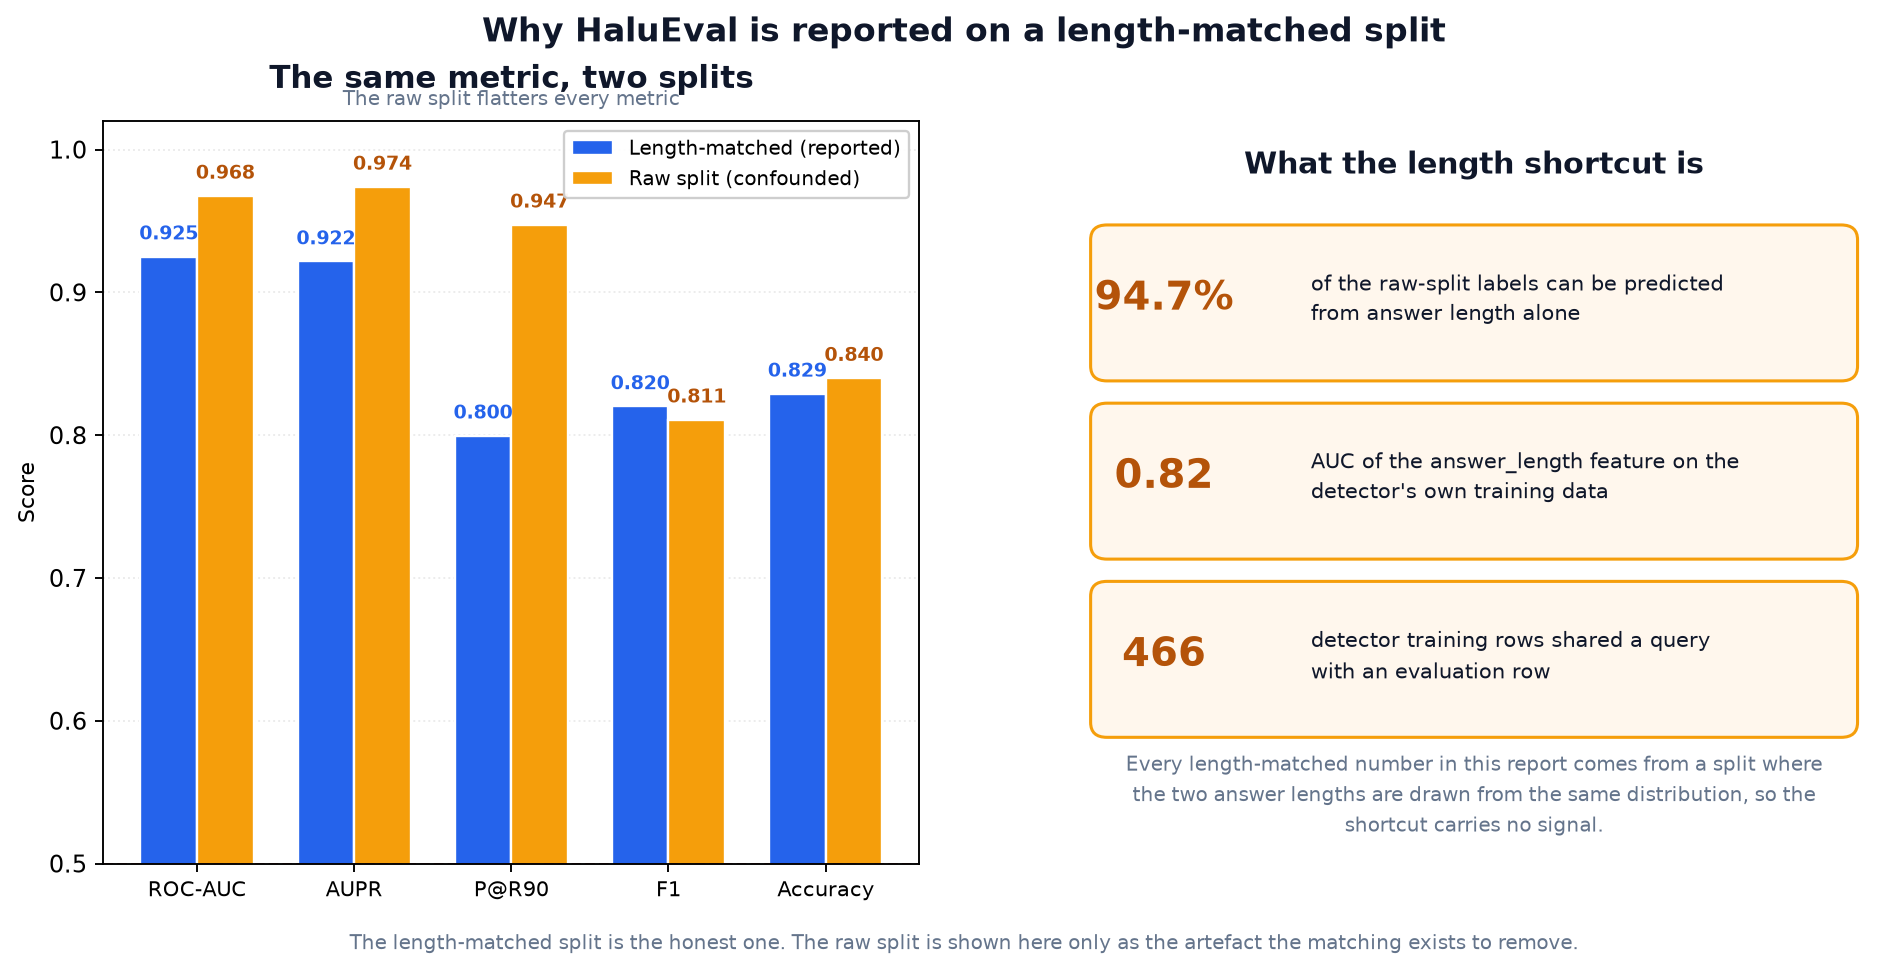 Why HaluEval is reported on a length-matched split
The same metric, two splits
The raw split flatters every metric
Length-matched (reported)
Raw split (confounded)
Score
1.0
0.9
0.8
0.7
0.6
0.5
0.925
0.968
0.922
0.974
0.800
0.947
0.820
0.811
0.829
0.840
ROC-AUC
AUPR
P@R90
F1
Accuracy
What the length shortcut is
94.7%
of the raw-split labels can be predicted
from answer length alone
0.82
AUC of the answer_length feature on the
detector's own training data
466
detector training rows shared a query
with an evaluation row
Every length-matched number in this report comes from a split where
the two answer lengths are drawn from the same distribution, so the
shortcut carries no signal.
The length-matched split is the honest one. The raw split is shown here only as the artefact the matching exists to remove.